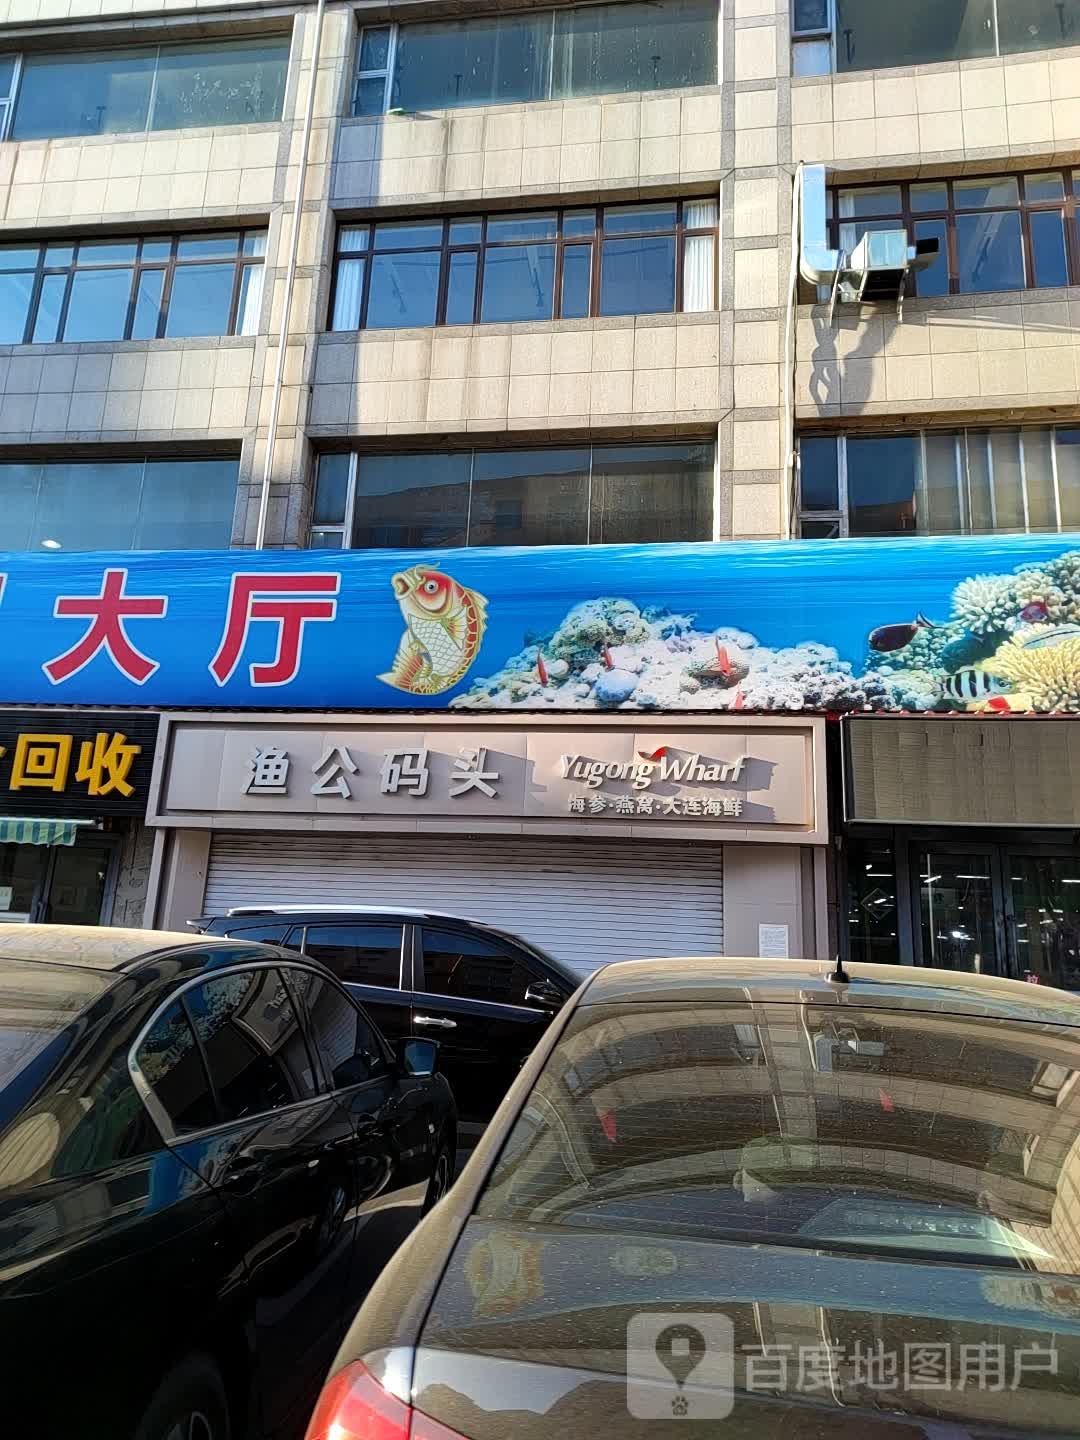 大厅
回收
渔公码头
Yugong Wharf
海参·燕窝·大连海鲜
百度地图用户